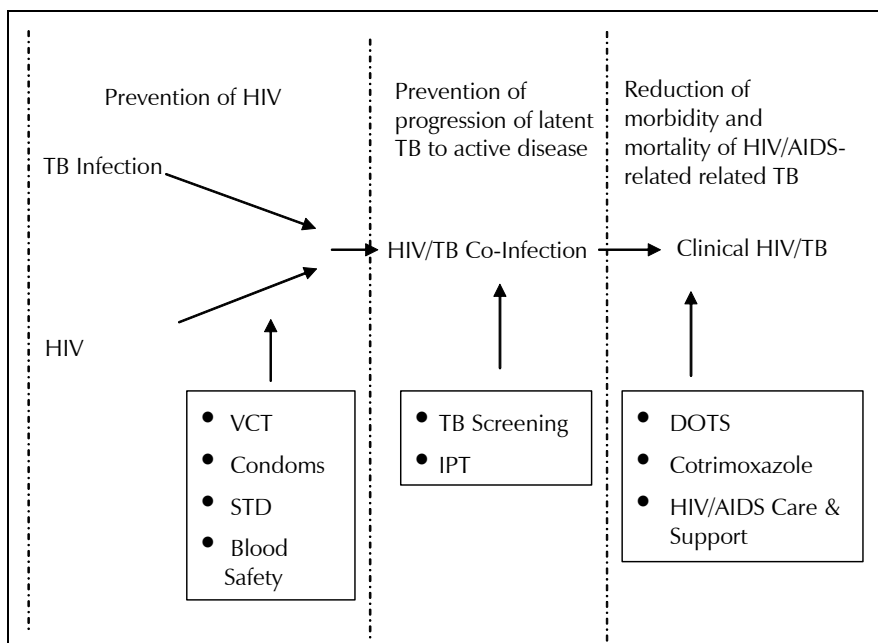 Prevention of HIV
Prevention of
progression of latent
TB to active disease
Reduction of
morbidity and
mortality of HIV/AIDS-
related related TB
TB Infection
HIV/TB Co-Infection
Clinical HIV/TB
HIV
• VCT
• Condoms
• STD
• Blood
Safety
• TB Screening
• IPT
• DOTS
• Cotrimoxazole
• HIV/AIDS Care &
Support